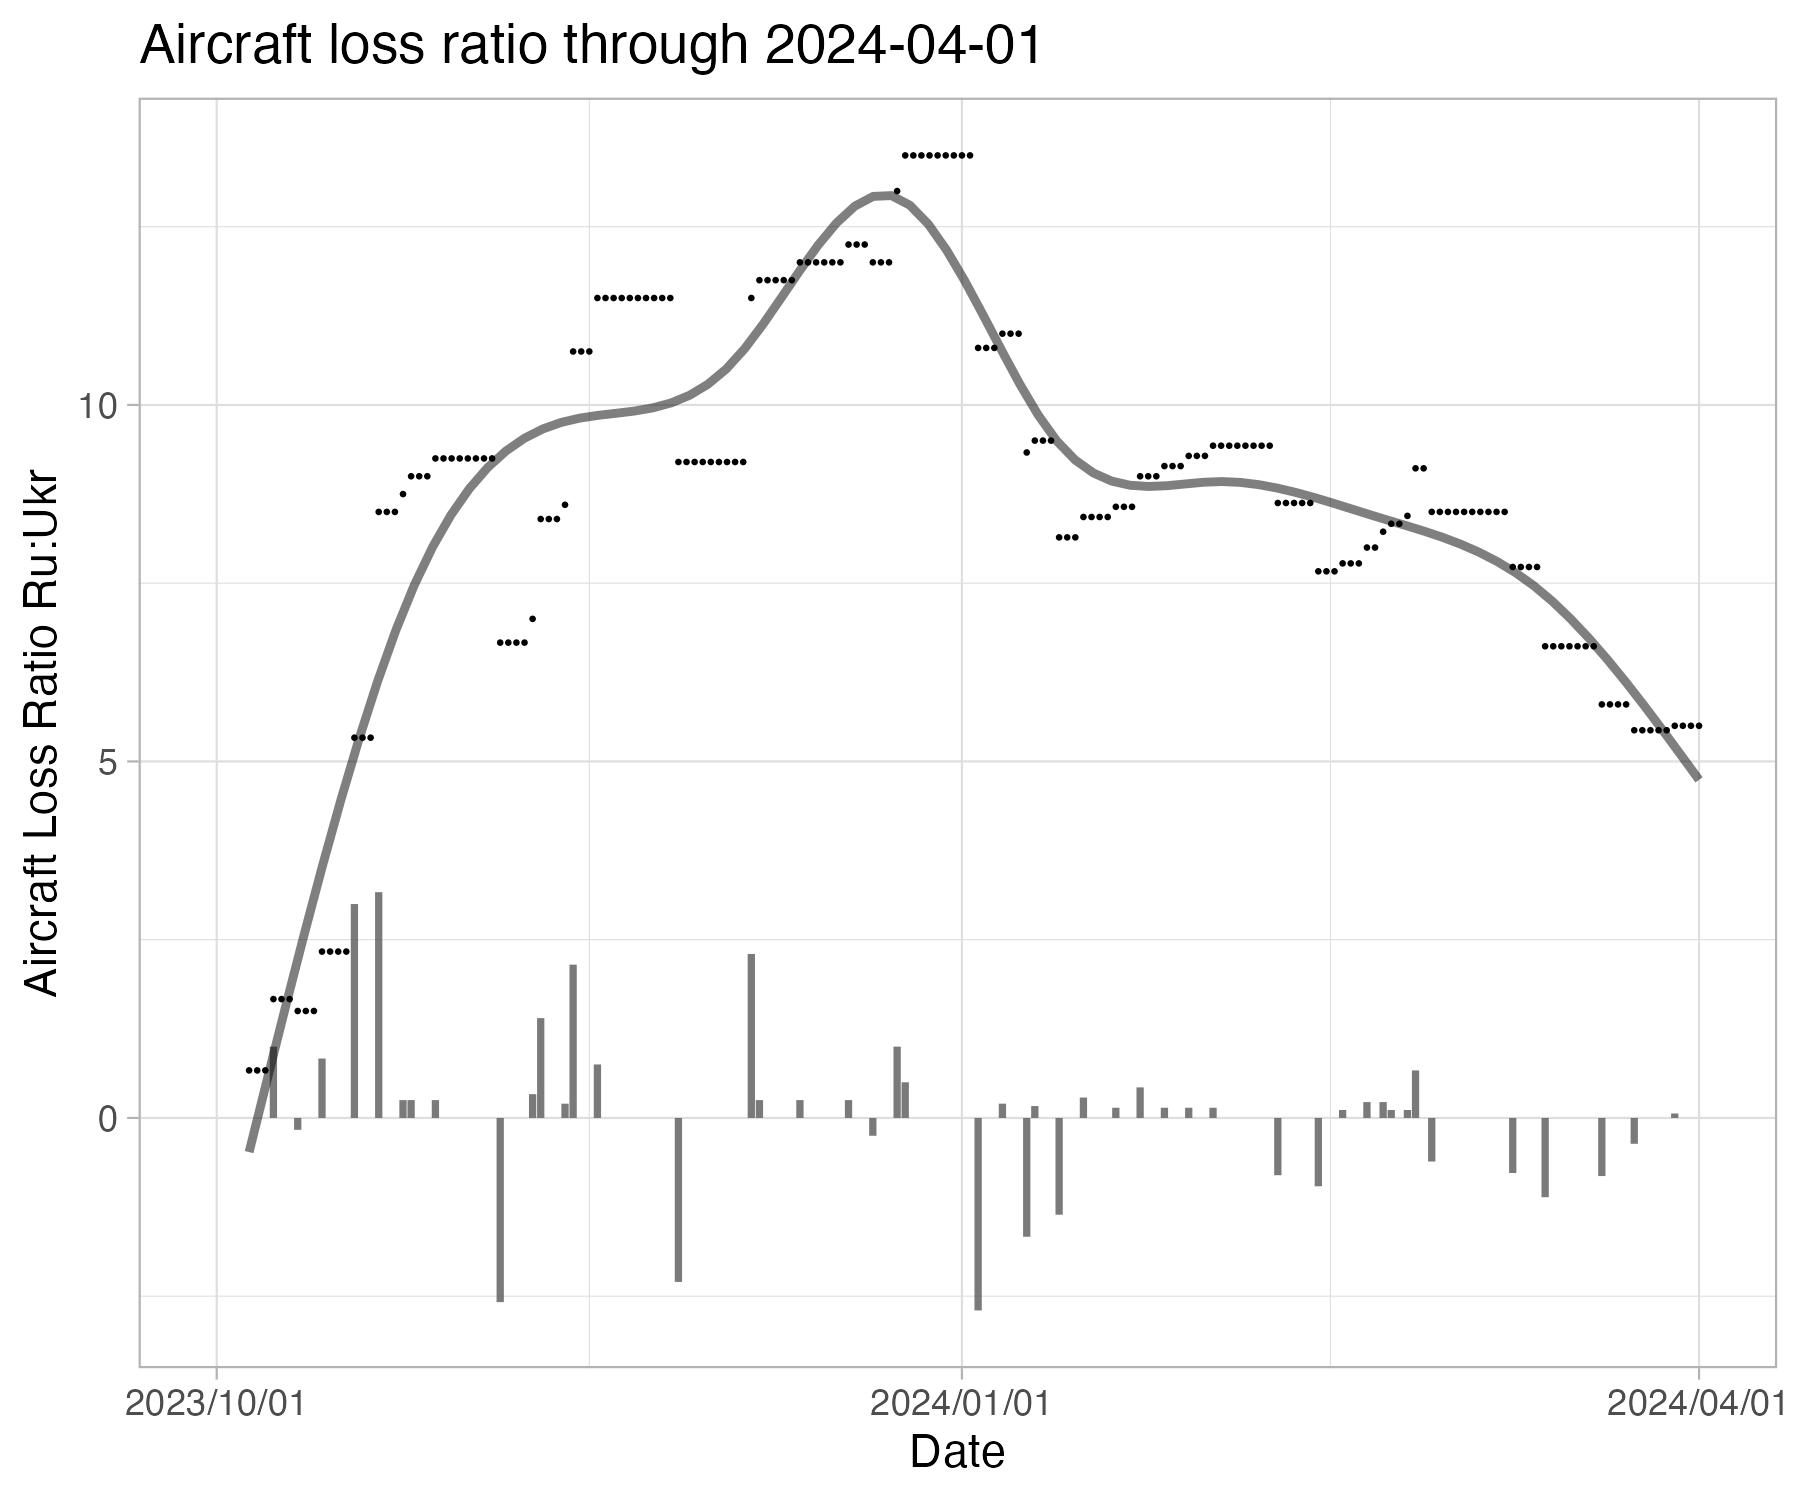 Aircraft loss ratio through 2024-04-01
Aircraft Loss Ratio Ru:Ukr
10
5
0
2023/10/01
2024/01/01
2024/04/01
Date